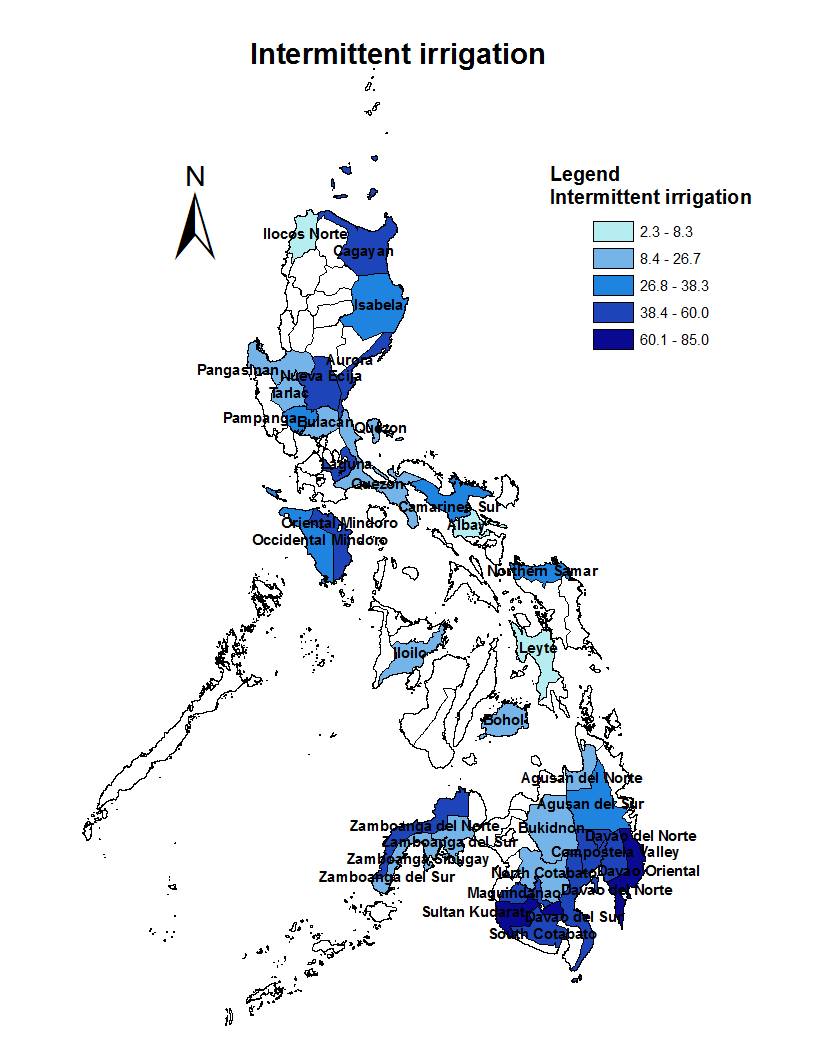 Intermittent irrigation
N
Legend
Intermittent irrigation
2.3 - 8.3
8.4 - 26.7
26.8 - 38.3
38.4 - 60.0
60.1 - 85.0
Ilocos Norte
Cagayan
Isabela
Aurora
Pangasinan
Nueva Ecija
Tarlac
Pampanga
Bulacan
Quezon
Laguna
Quezon
Camarines Sur
Oriental Mindoro
Albay
Occidental Mindoro
Northern Samar
Iloilo
Leyte
Bohol
Agusan del Norte
Agusan del Sur
Zamboanga del Norte
Bukidnon
Davao del Norte
Zamboanga del Sur
Compostela Valley
Zamboanga Sibugay
North Cotabato
Davao Oriental
Zamboanga del Sur
Maguindanao
Davao del Norte
Sultan Kudarat
Davao del Sur
South Cotabato